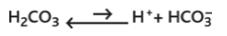 H₂CO₃ ⇌ H⁺+ HCO₃⁻